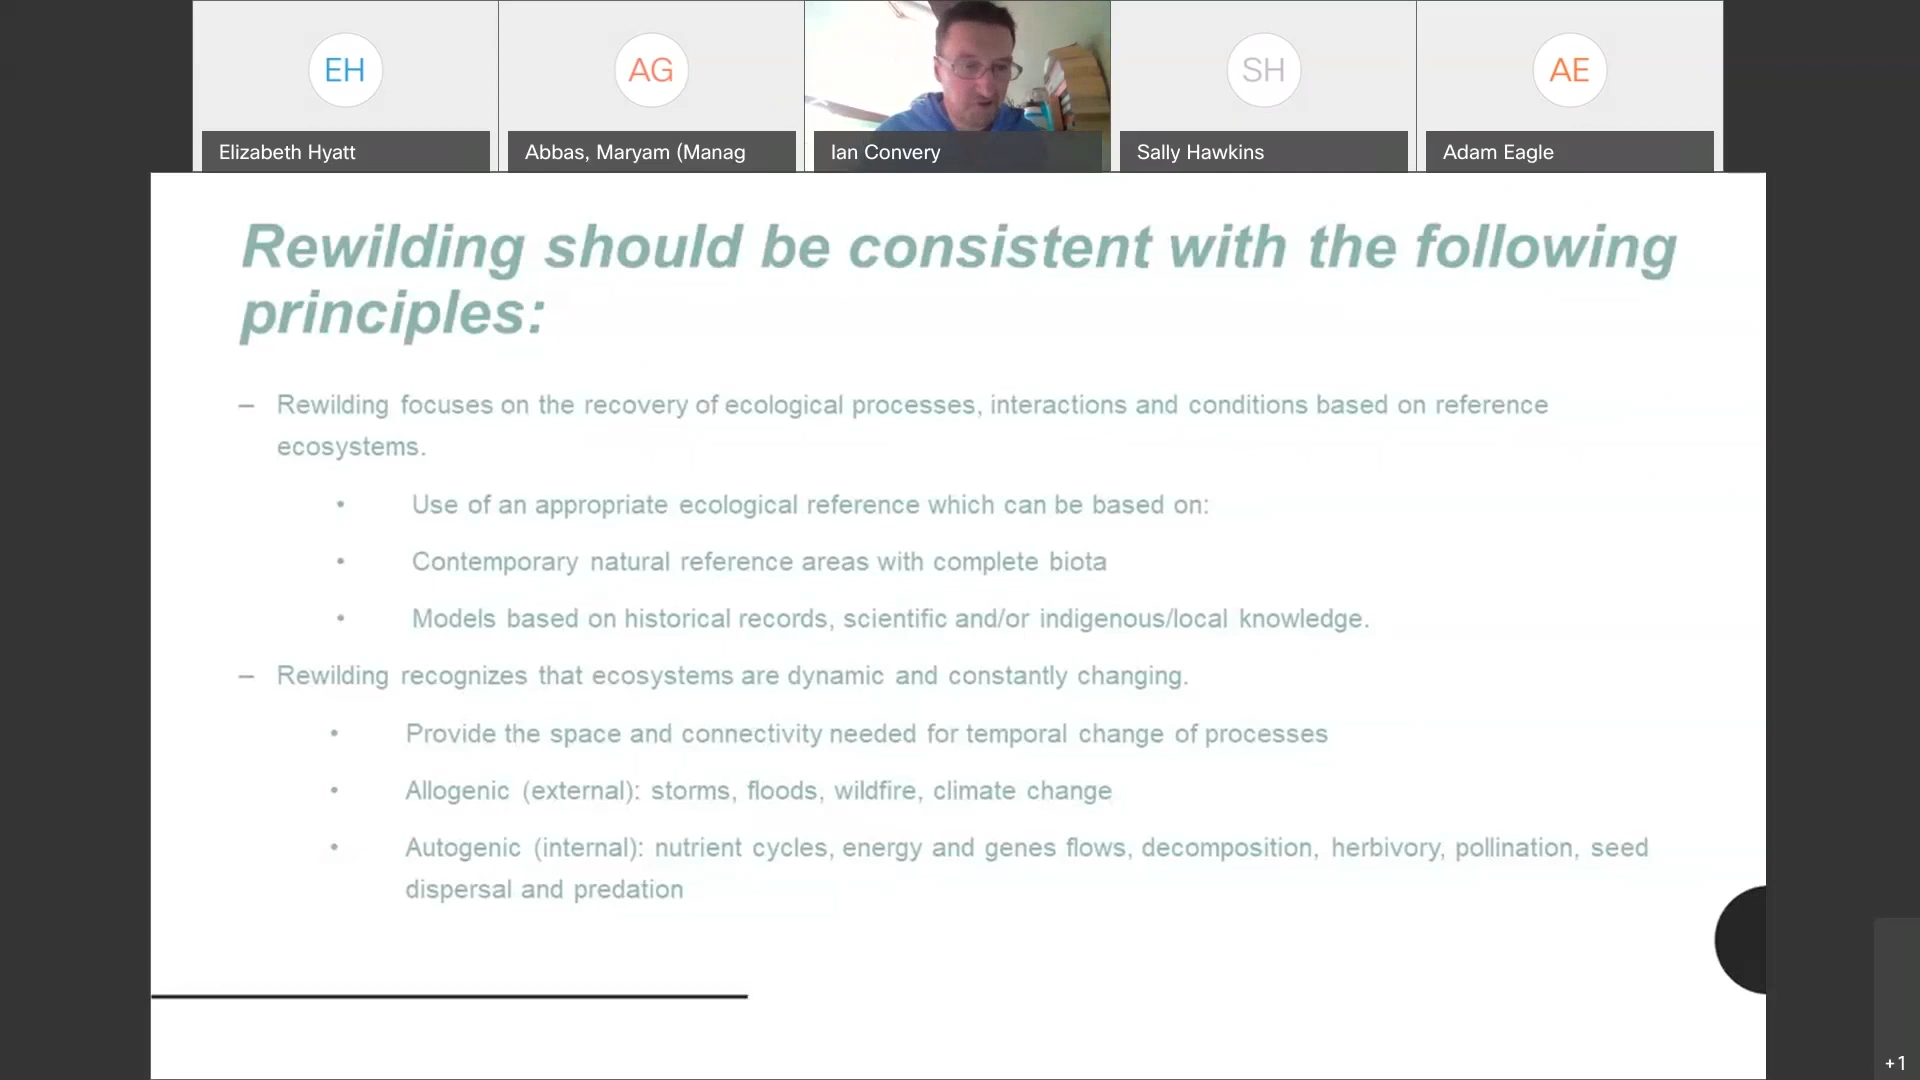 EH
AG
SH
AE
Elizabeth Hyatt
Abbas, Maryam (Manag
Ian Convery
Sally Hawkins
Adam Eagle
Rewilding should be consistent with the following
principles:
– Rewilding focuses on the recovery of ecological processes, interactions and conditions based on reference
ecosystems.
• Use of an appropriate ecological reference which can be based on:
• Contemporary natural reference areas with complete biota
• Models based on historical records, scientific and/or indigenous/local knowledge.
– Rewilding recognizes that ecosystems are dynamic and constantly changing.
• Provide the space and connectivity needed for temporal change of processes
• Allogenic (external): storms, floods, wildfire, climate change
• Autogenic (internal): nutrient cycles, energy and genes flows, decomposition, herbivory, pollination, seed
dispersal and predation
+1